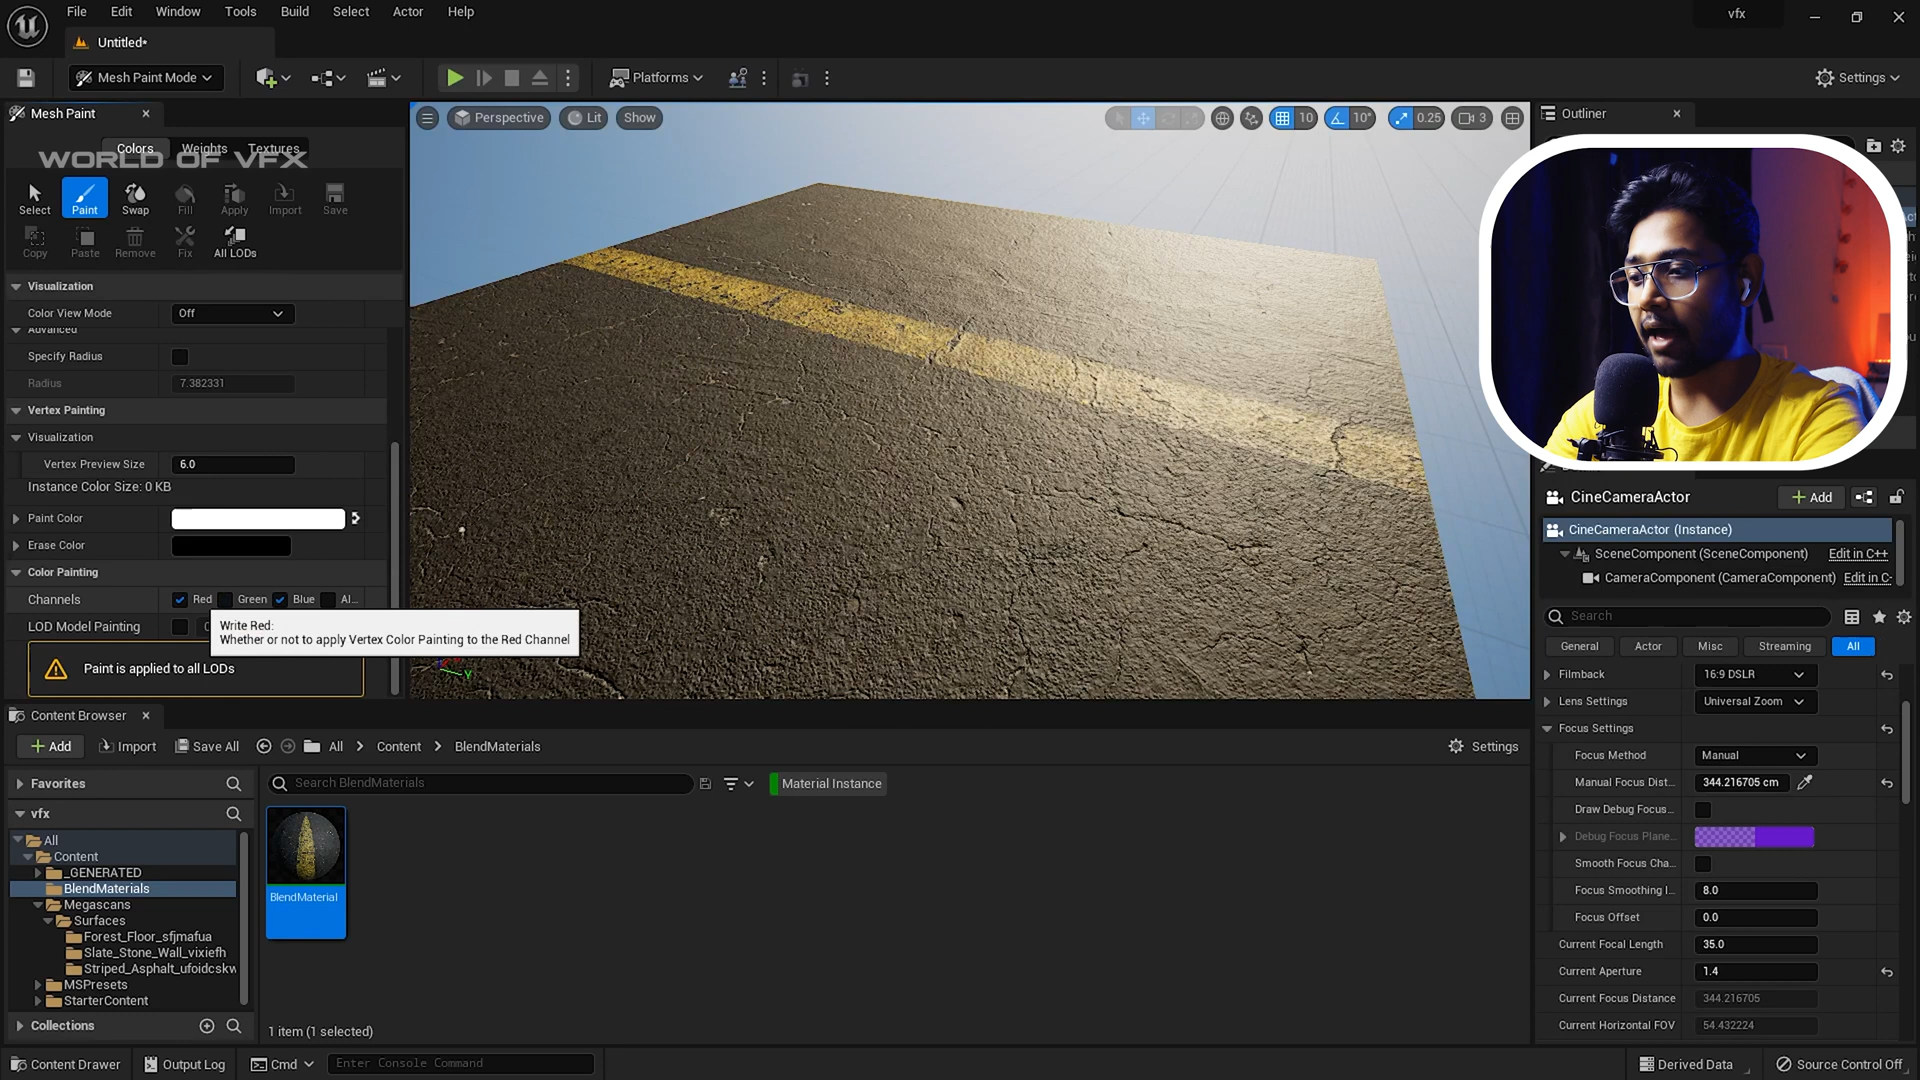 File Edit Window Tools Build Select Actor Help
vfx
Untitled*
Mesh Paint Mode
Platforms
Settings
Mesh Paint
Perspective
Lit
Show
10
10°
0.25
3
Outliner
Colors Weights Textures
WORLD OF VFX
Select Paint Swap Fill Apply Import Save
Copy Paste Remove Fix All LODs
Visualization
Color View Mode Off
Advanced
Specify Radius
Radius 7.382331
Vertex Painting
Visualization
Vertex Preview Size 6.0
Instance Color Size: 0 KB
Paint Color
Erase Color
Color Painting
Channels Red Green Blue Al...
LOD Model Painting
Write Red:
Whether or not to apply Vertex Color Painting to the Red Channel
Paint is applied to all LODs
Y
CineCameraActor
Add
CineCameraActor (Instance)
SceneComponent (SceneComponent) Edit in C++
CameraComponent (CameraComponent) Edit in C-
Search
General Actor Misc Streaming All
Filmback 16:9 DSLR
Lens Settings Universal Zoom
Focus Settings
Focus Method Manual
Manual Focus Dist... 344.216705 cm
Draw Debug Focus...
Debug Focus Plane...
Smooth Focus Cha...
Focus Smoothing I... 8.0
Focus Offset 0.0
Current Focal Length 35.0
Current Aperture 1.4
Current Focus Distance 344.216705
Current Horizontal FOV 54.432224
Content Browser
Add Import Save All All Content BlendMaterials Settings
Favorites
Search BlendMaterials
Material Instance
vfx
All
Content
_GENERATED
BlendMaterials
Megascans
Surfaces
Forest_Floor_sfjmafua
Slate_Stone_Wall_vixiefh
Striped_Asphalt_ufoidcskw
MSPresets
StarterContent
BlendMaterial
Collections
1 item (1 selected)
Content Drawer Output Log Cmd Enter Console Command Derived Data Source Control Off